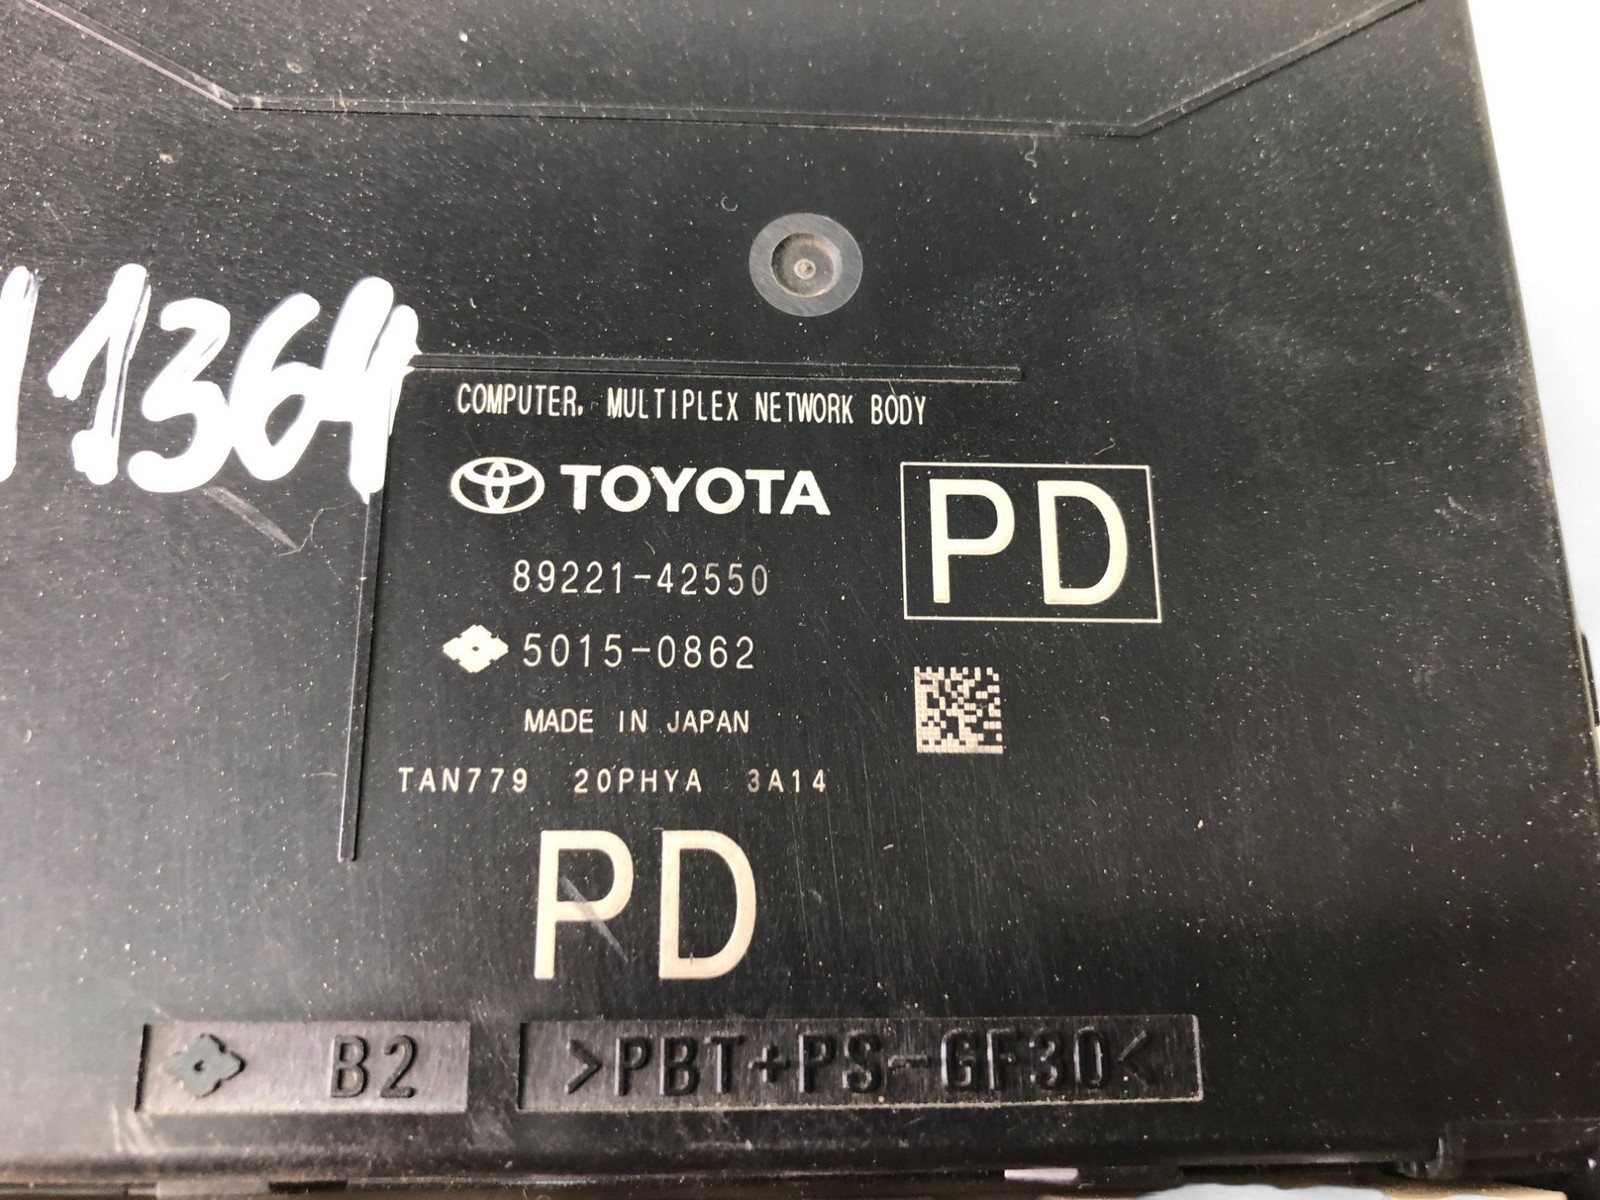 1364
COMPUTER, MULTIPLEX NETWORK BODY
TOYOTA
PD
89221-42550
5015-0862
MADE IN JAPAN
TAN779 20PHYA 3A14
PD
B2
>PBT+PS-GF30<